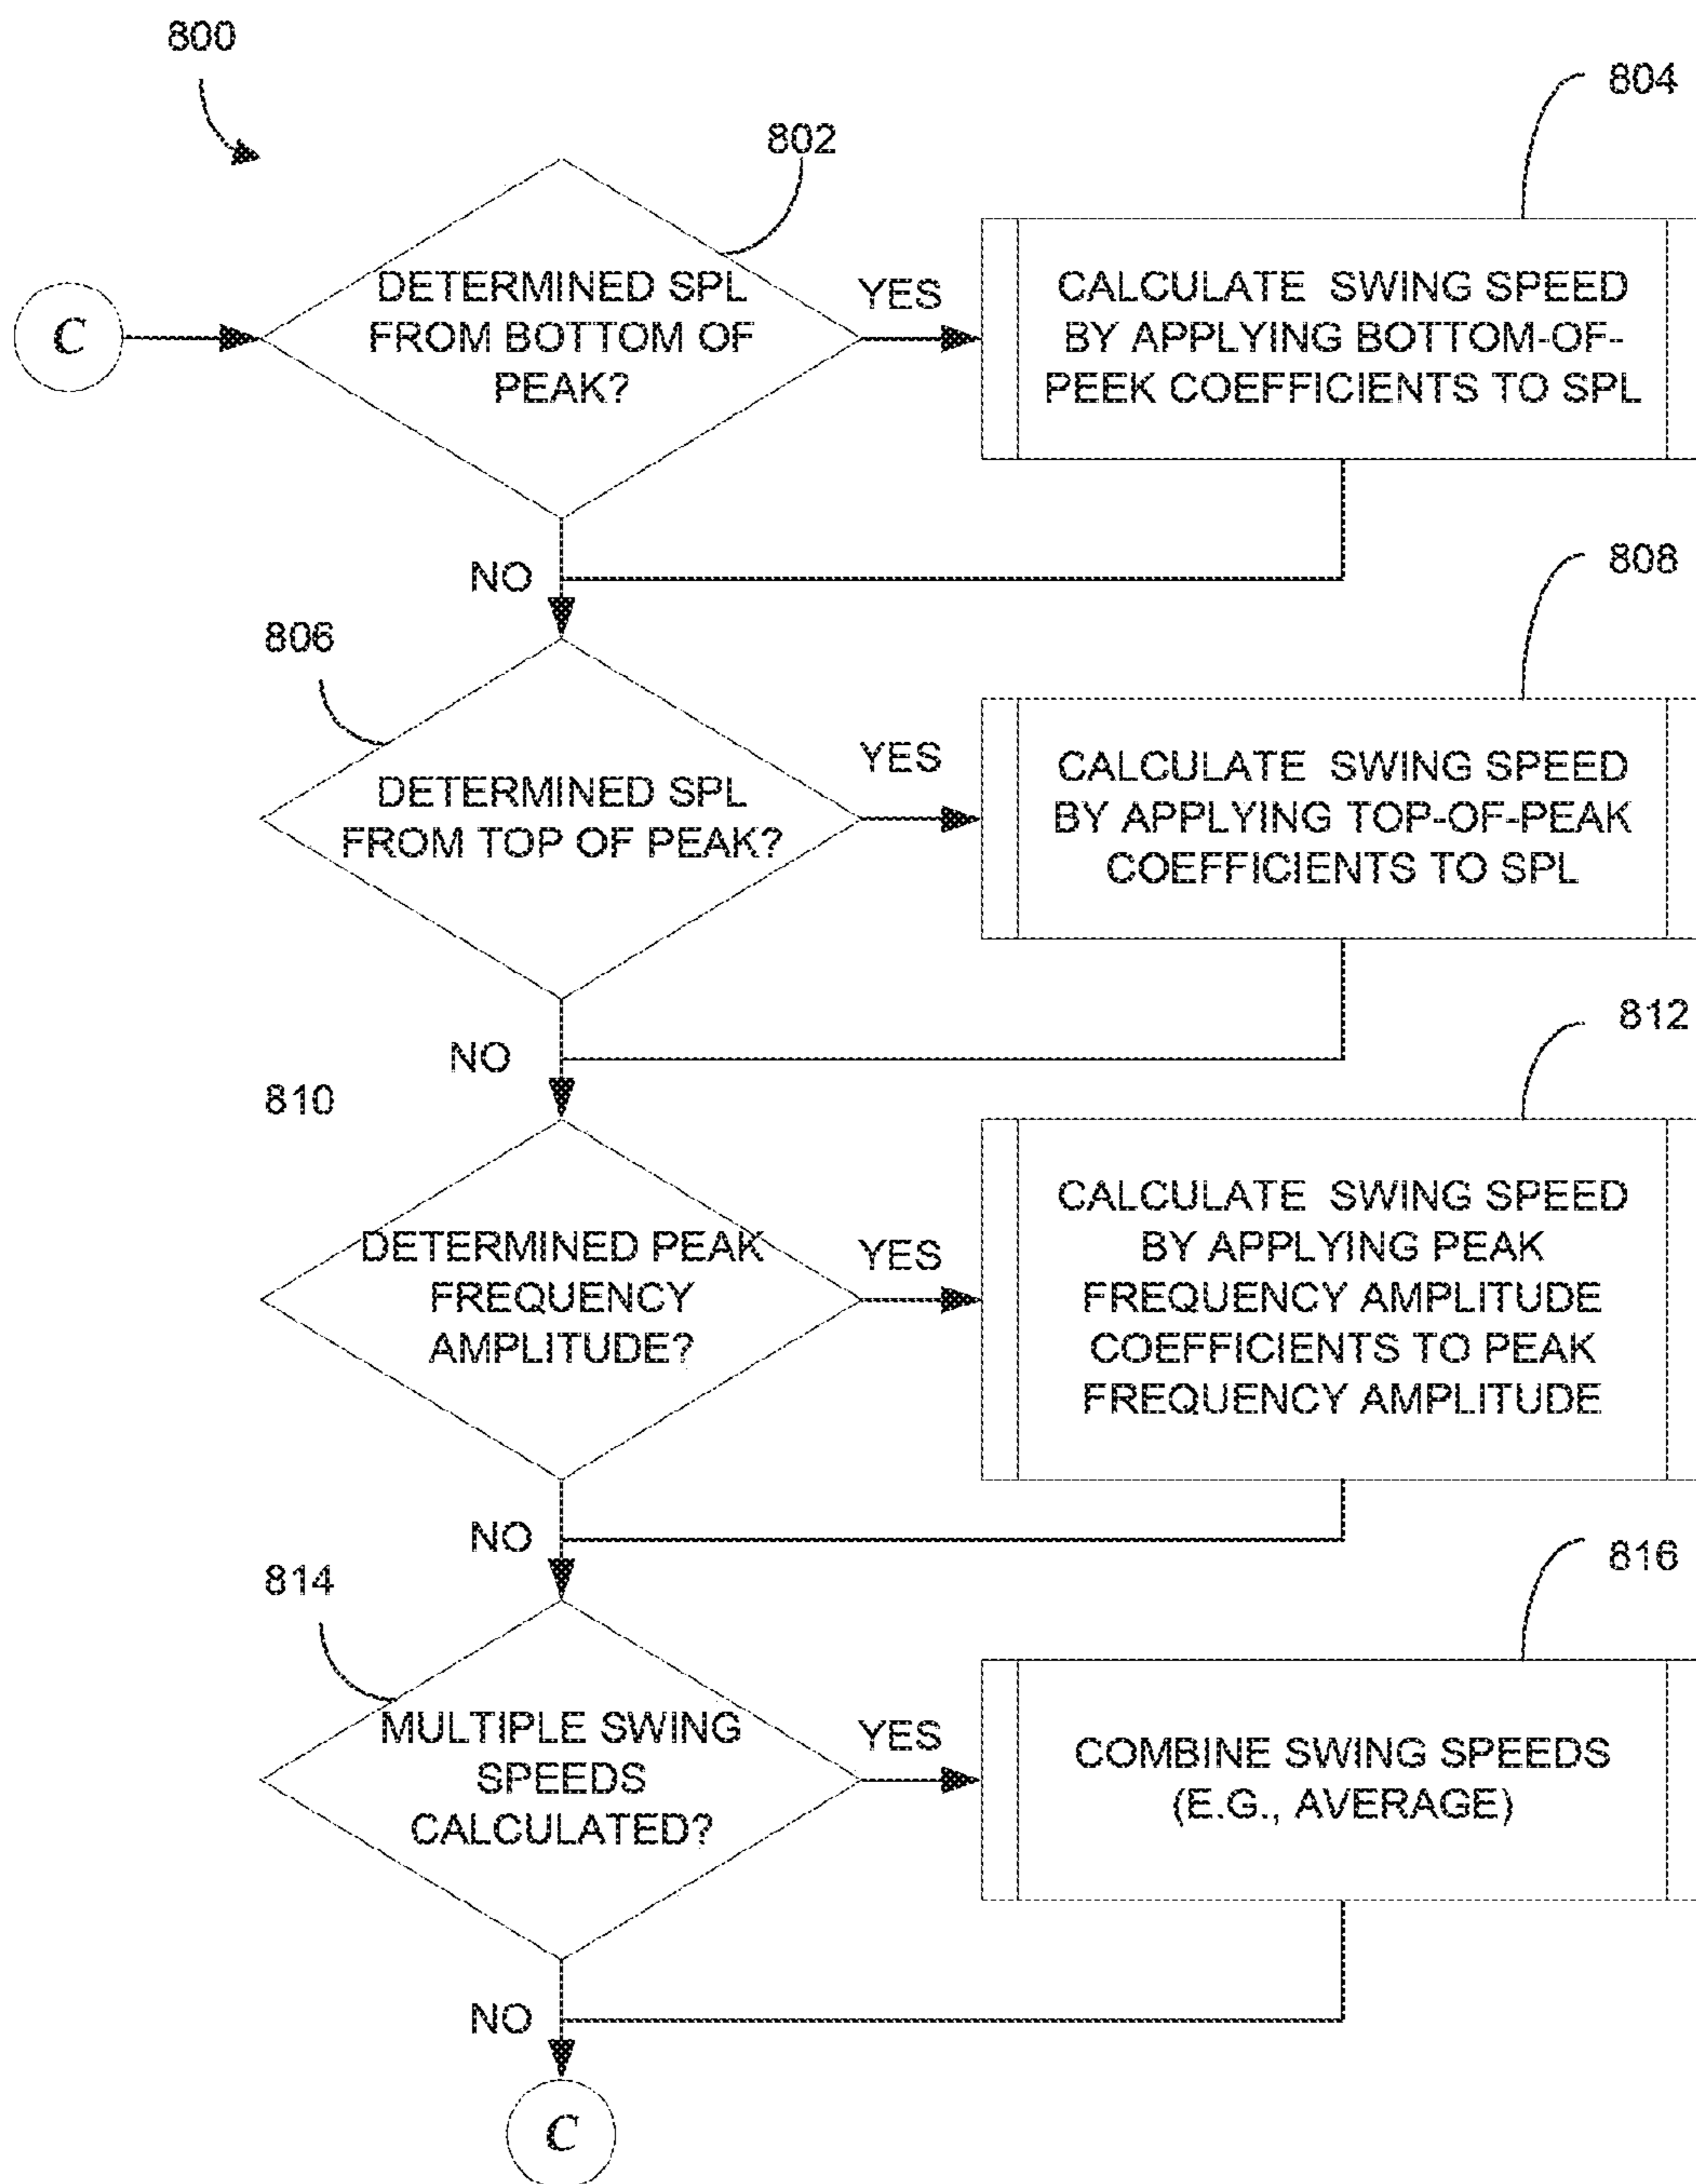 800
802
804
C
DETERMINED SPL
FROM BOTTOM OF
PEAK?
YES
CALCULATE SWING SPEED
BY APPLYING BOTTOM-OF-
PEEK COEFFICIENTS TO SPL
NO
806
808
DETERMINED SPL
FROM TOP OF PEAK?
YES
CALCULATE SWING SPEED
BY APPLYING TOP-OF-PEAK
COEFFICIENTS TO SPL
NO
810
812
DETERMINED PEAK
FREQUENCY
AMPLITUDE?
YES
CALCULATE SWING SPEED
BY APPLYING PEAK
FREQUENCY AMPLITUDE
COEFFICIENTS TO PEAK
FREQUENCY AMPLITUDE
NO
814
816
MULTIPLE SWING
SPEEDS
CALCULATED?
YES
COMBINE SWING SPEEDS
(E.G., AVERAGE)
NO
C